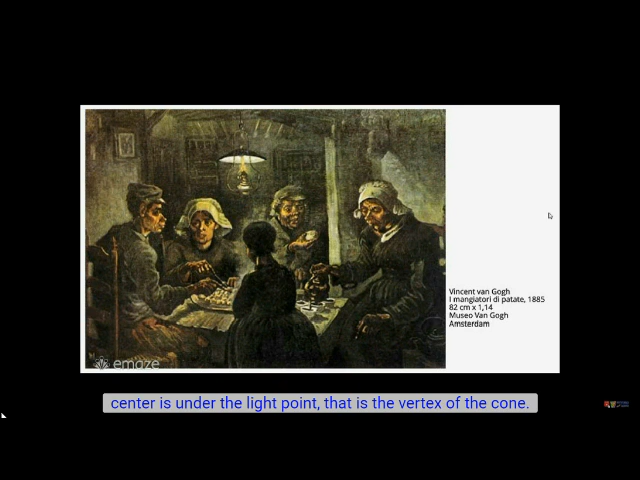 Vincent van Gogh
I mangiatori di patate, 1885
82 cm x 1,14
Museo Van Gogh
Amsterdam
emaze
center is under the light point, that is the vertex of the cone.